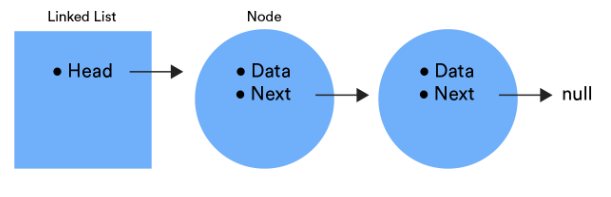 Linked List
Node
• Head
• Data
• Next
• Data
• Next
null